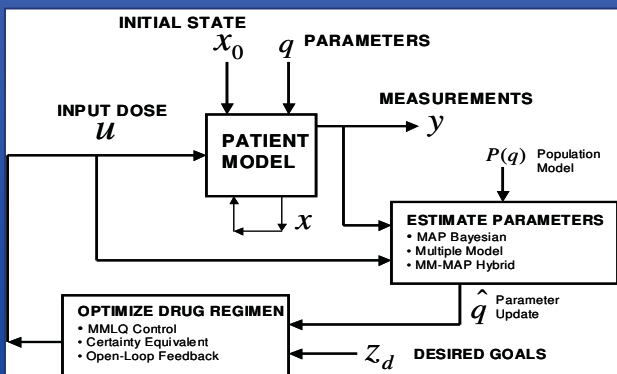 INITIAL STATE
x₀
q PARAMETERS
INPUT DOSE
u
MEASUREMENTS
y
PATIENT
MODEL
x
P(q) Population
Model
ESTIMATE PARAMETERS
• MAP Bayesian
• Multiple Model
• MM-MAP Hybrid
q̂ Parameter
Update
OPTIMIZE DRUG REGIMEN
• MMLQ Control
• Certainty Equivalent
• Open-Loop Feedback
z_d DESIRED GOALS